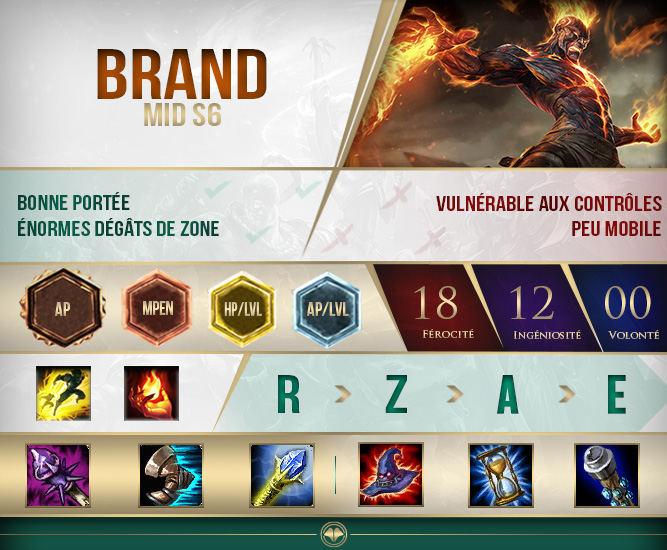 BRAND
MID S6
BONNE PORTÉE
ÉNORMES DÉGÂTS DE ZONE
VULNÉRABLE AUX CONTRÔLES
PEU MOBILE
AP
MPEN
HP/LVL
AP/LVL
18
FÉROCITÉ
12
INGÉNIOSITÉ
00
VOLONTÉ
R > Z > A > E